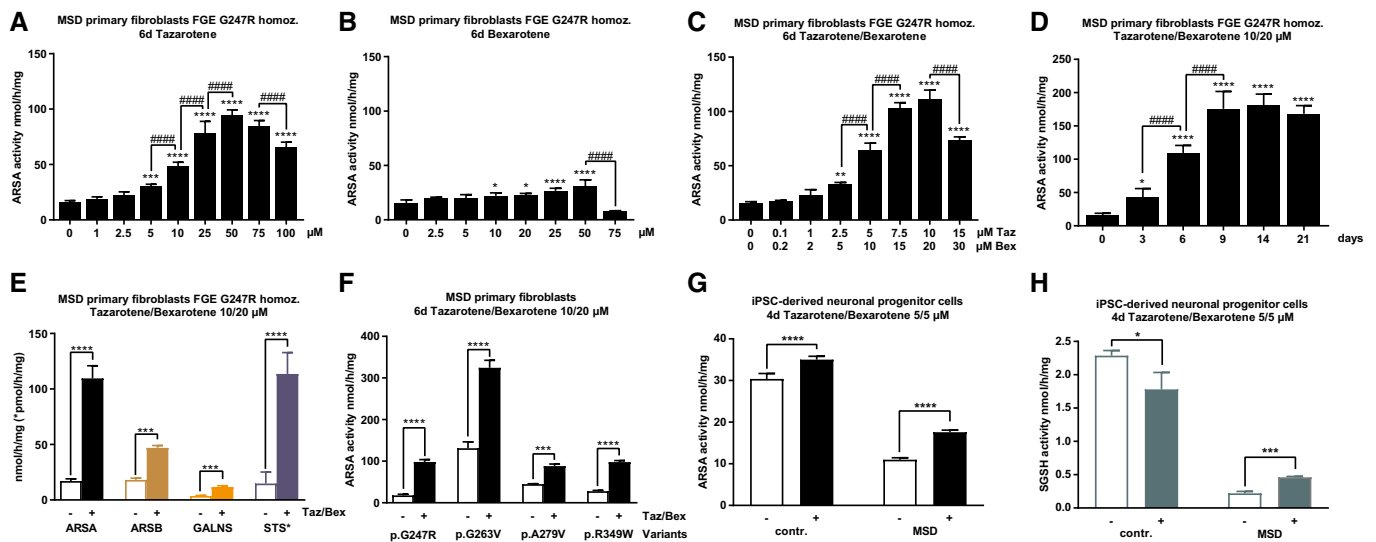 A
MSD primary fibroblasts FGE G247R homoz.
6d Tazarotene
ARSA activity nmol/h/mg
150
100
50
0
***
####
****
####
****
####
****
****
####
****
0 1 2.5 5 10 25 50 75 100 µM
B
MSD primary fibroblasts FGE G247R homoz.
6d Bexarotene
ARSA activity nmol/h/mg
150
100
50
0
*
*
****
****
####
0 2.5 5 10 20 25 50 75 µM
C
MSD primary fibroblasts FGE G247R homoz.
6d Tazarotene/Bexarotene
ARSA activity nmol/h/mg
150
100
50
0
**
####
****
####
****
****
####
****
0 0.1 1 2.5 5 7.5 10 15 µM Taz
0 0.2 2 5 10 15 20 30 µM Bex
D
MSD primary fibroblasts FGE G247R homoz.
Tazarotene/Bexarotene 10/20 µM
ARSA activity nmol/h/mg
250
200
150
100
50
0
*
####
****
####
****
****
****
0 3 6 9 14 21 days
E
MSD primary fibroblasts FGE G247R homoz.
Tazarotene/Bexarotene 10/20 µM
nmol/h/mg (*pmol/h/mg)
150
100
50
0
****
***
***
****
- + - + - + - + Taz/Bex
ARSA ARSB GALNS STS*
F
MSD primary fibroblasts
6d Tazarotene/Bexarotene 10/20 µM
ARSA activity nmol/h/mg
400
300
200
100
0
****
****
***
****
- + - + - + - + Taz/Bex
p.G247R p.G263V p.A279V p.R349W Variants
G
iPSC-derived neuronal progenitor cells
4d Tazarotene/Bexarotene 5/5 µM
ARSA activity nmol/h/mg
40
30
20
10
0
****
****
- + - +
contr. MSD
H
iPSC-derived neuronal progenitor cells
4d Tazarotene/Bexarotene 5/5 µM
SGSH activity nmol/h/mg
2.5
2.0
1.5
1.0
0.5
0.0
*
***
- + - +
contr. MSD